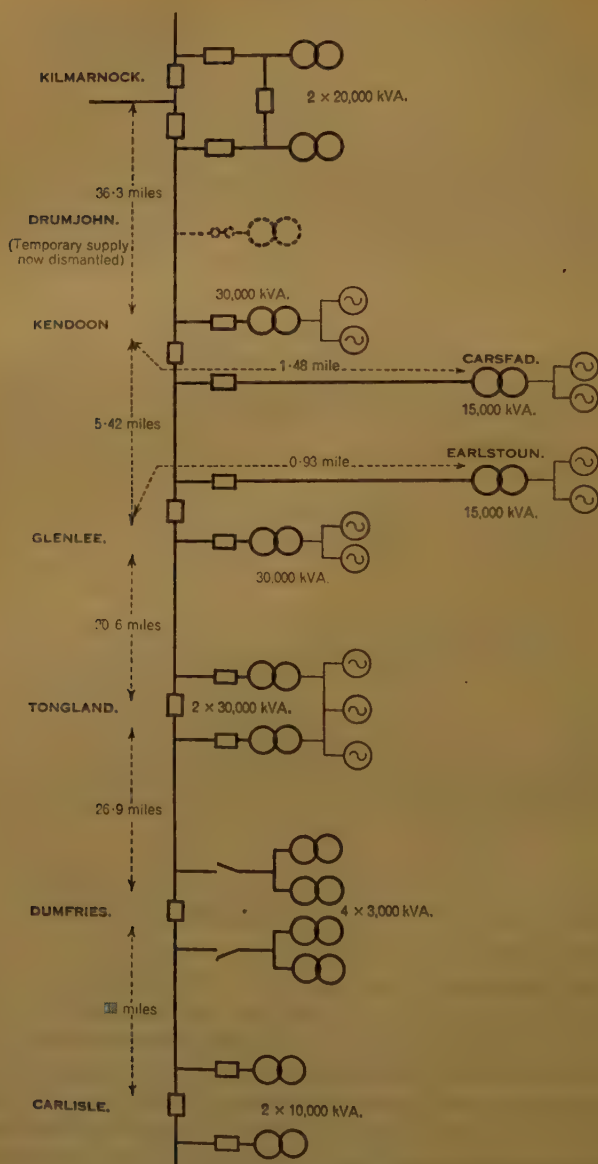 KILMARNOCK.
2 × 20,000 kVA.
36·3 miles
DRUMJOHN.
(Temporary supply
now dismantled)
30,000 kVA.
KENDOON
1·48 mile
CARSFAD.
15,000 kVA.
5·42 miles
EARLSTOUN.
0·93 mile
15,000 kVA.
GLENLEE.
30,000 kVA.
miles
TONGLAND.
2 × 30,000 kVA.
26·9 miles
DUMFRIES.
4 × 3,000 kVA.
miles
CARLISLE.
2 × 10,000 kVA.